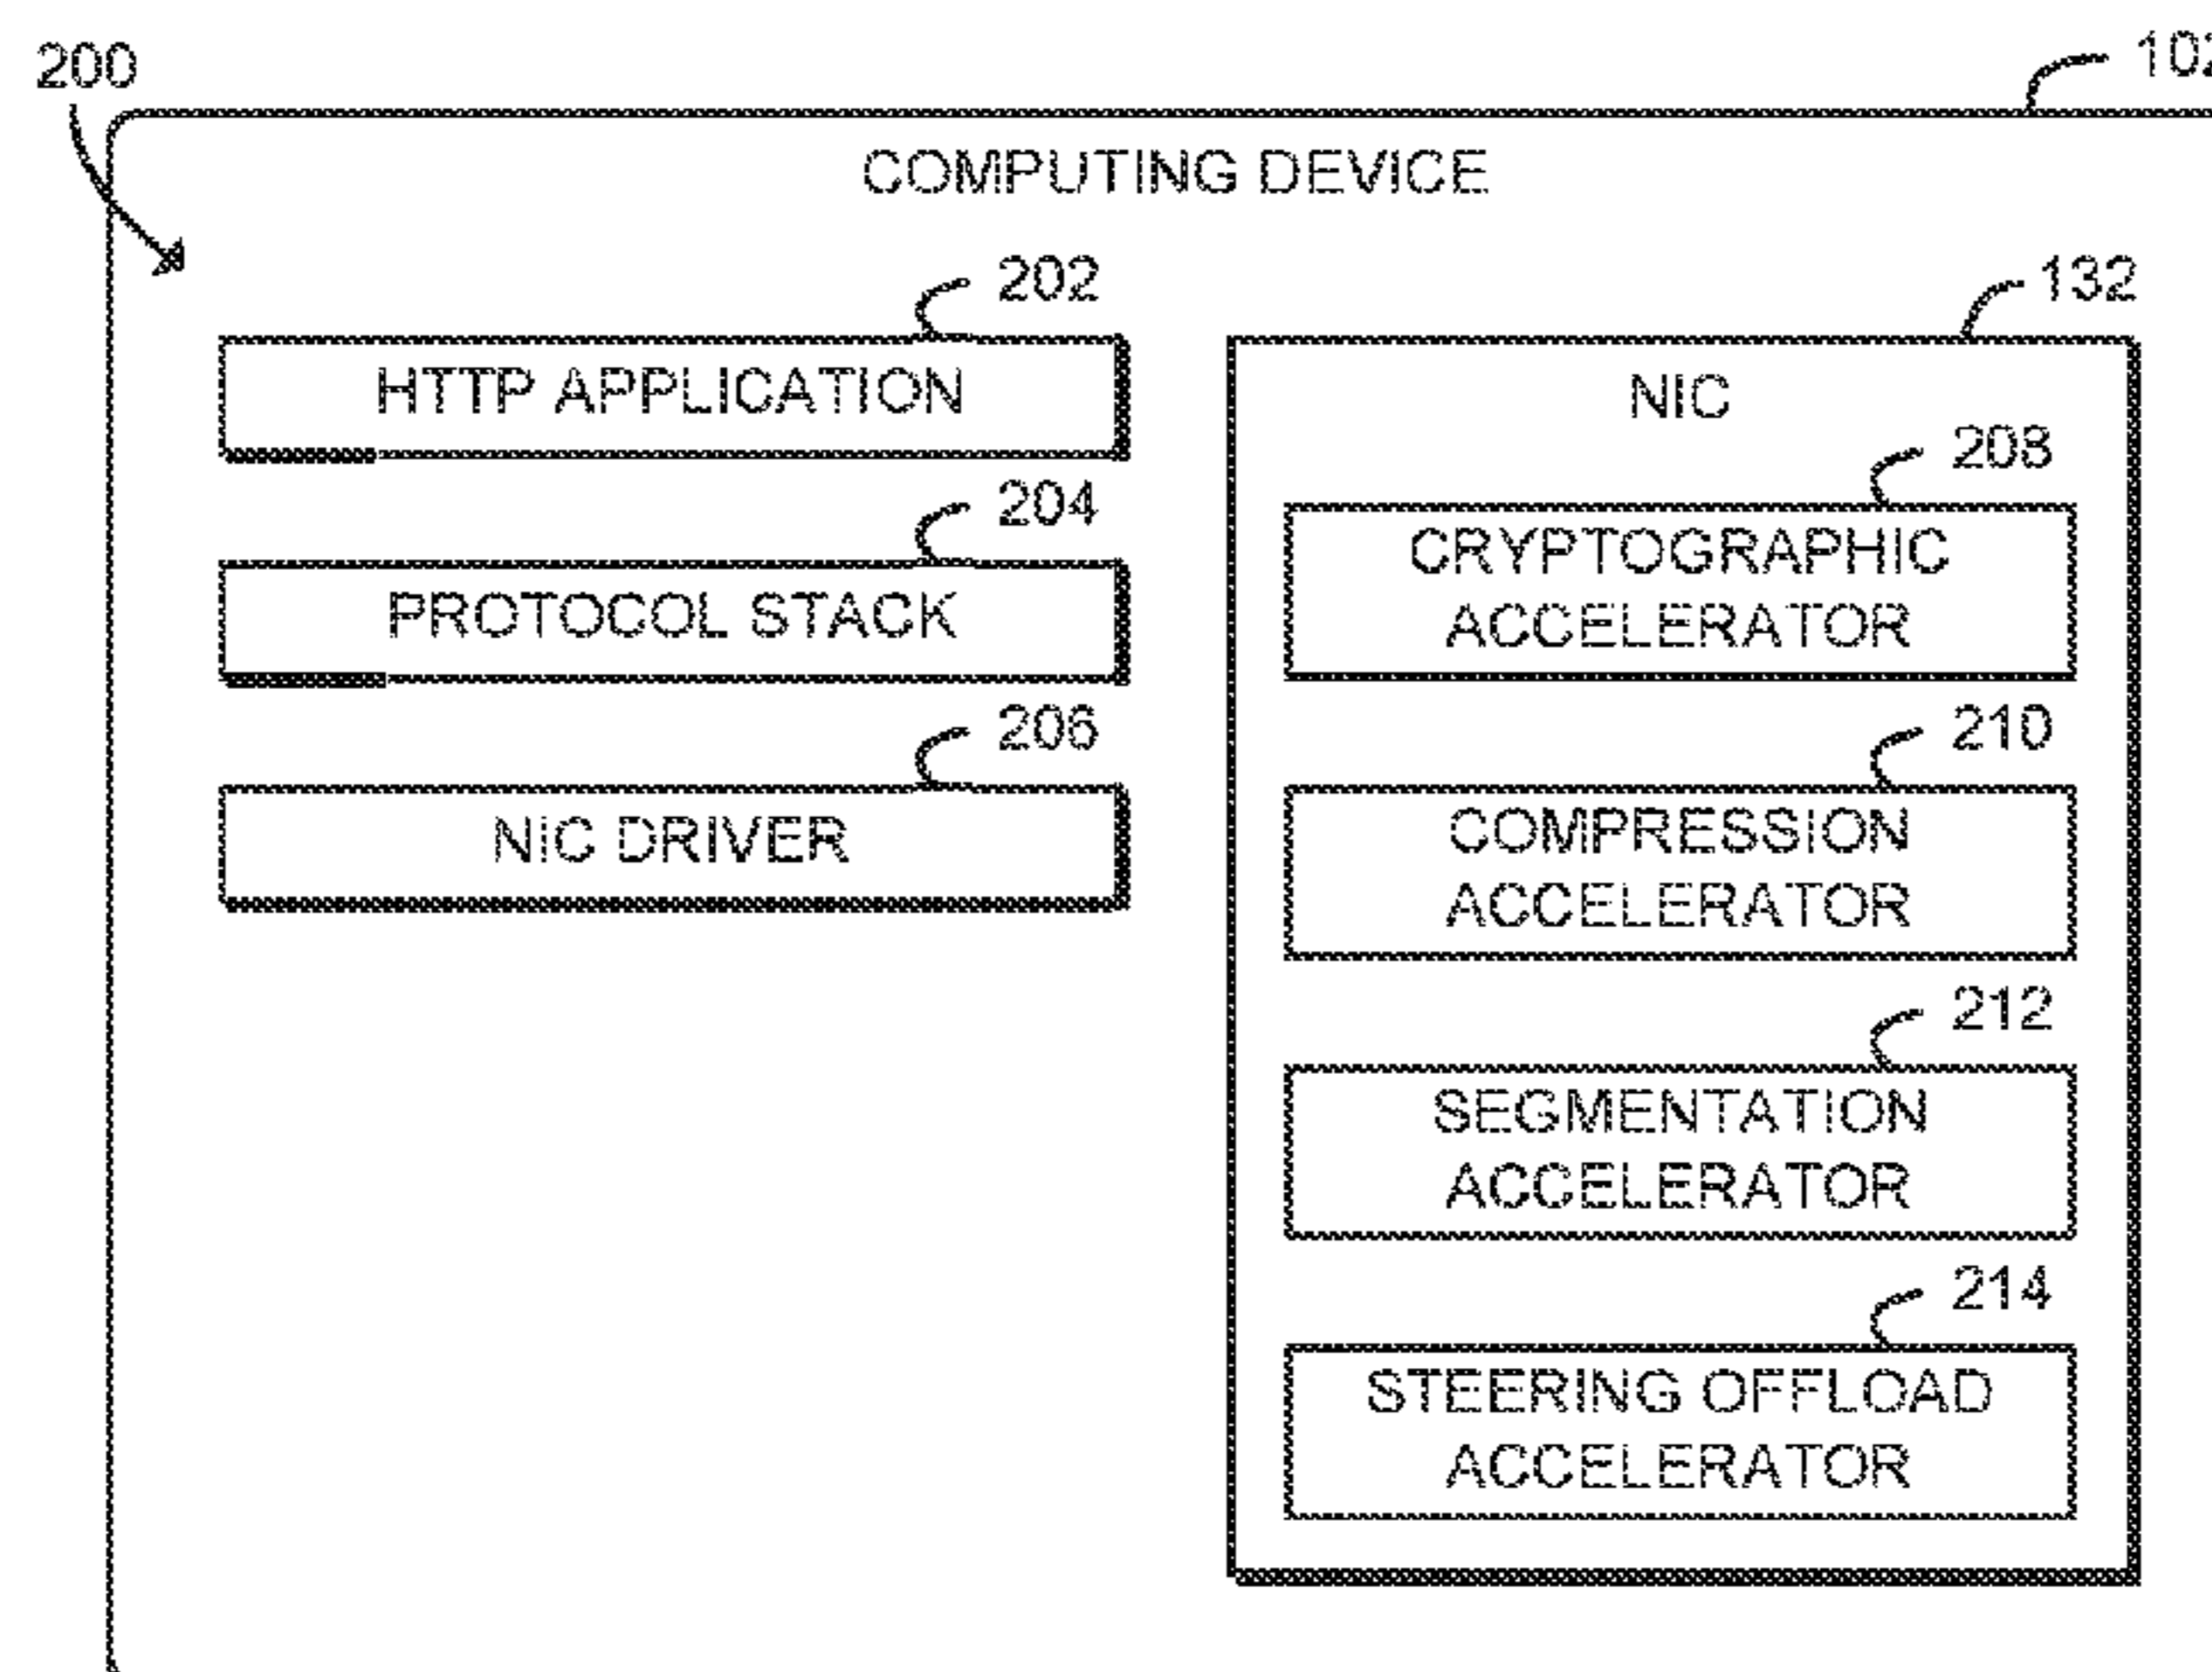 200
COMPUTING DEVICE
202
HTTP APPLICATION
204
PROTOCOL STACK
206
NIC DRIVER
132
NIC
208
CRYPTOGRAPHIC
ACCELERATOR
210
COMPRESSION
ACCELERATOR
212
SEGMENTATION
ACCELERATOR
214
STEERING OFFLOAD
ACCELERATOR